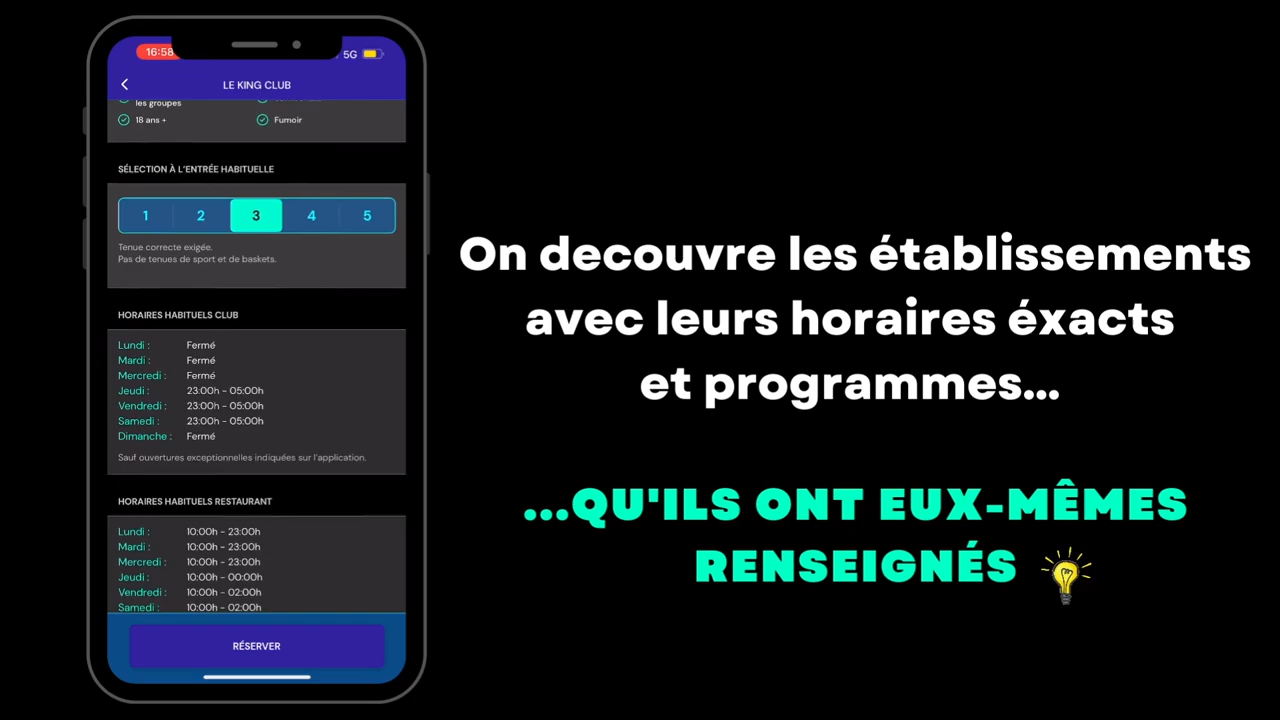 16:58
5G
LE KING CLUB
les groupes
18 ans +
Fumoir
SÉLECTION À L'ENTRÉE HABITUELLE
1 2 3 4 5
Tenue correcte exigée.
Pas de tenues de sport et de baskets.
HORAIRES HABITUELS CLUB
Lundi : Fermé
Mardi : Fermé
Mercredi : Fermé
Jeudi : 23:00h - 05:00h
Vendredi : 23:00h - 05:00h
Samedi : 23:00h - 05:00h
Dimanche : Fermé
Sauf ouvertures exceptionnelles indiquées sur l'application.
HORAIRES HABITUELS RESTAURANT
Lundi : 10:00h - 23:00h
Mardi : 10:00h - 23:00h
Mercredi : 10:00h - 23:00h
Jeudi : 10:00h - 00:00h
Vendredi : 10:00h - 02:00h
Samedi : 10:00h - 02:00h
RÉSERVER
On decouvre les établissements
avec leurs horaires éxacts
et programmes...
...QU'ILS ONT EUX-MÊMES
RENSEIGNÉS